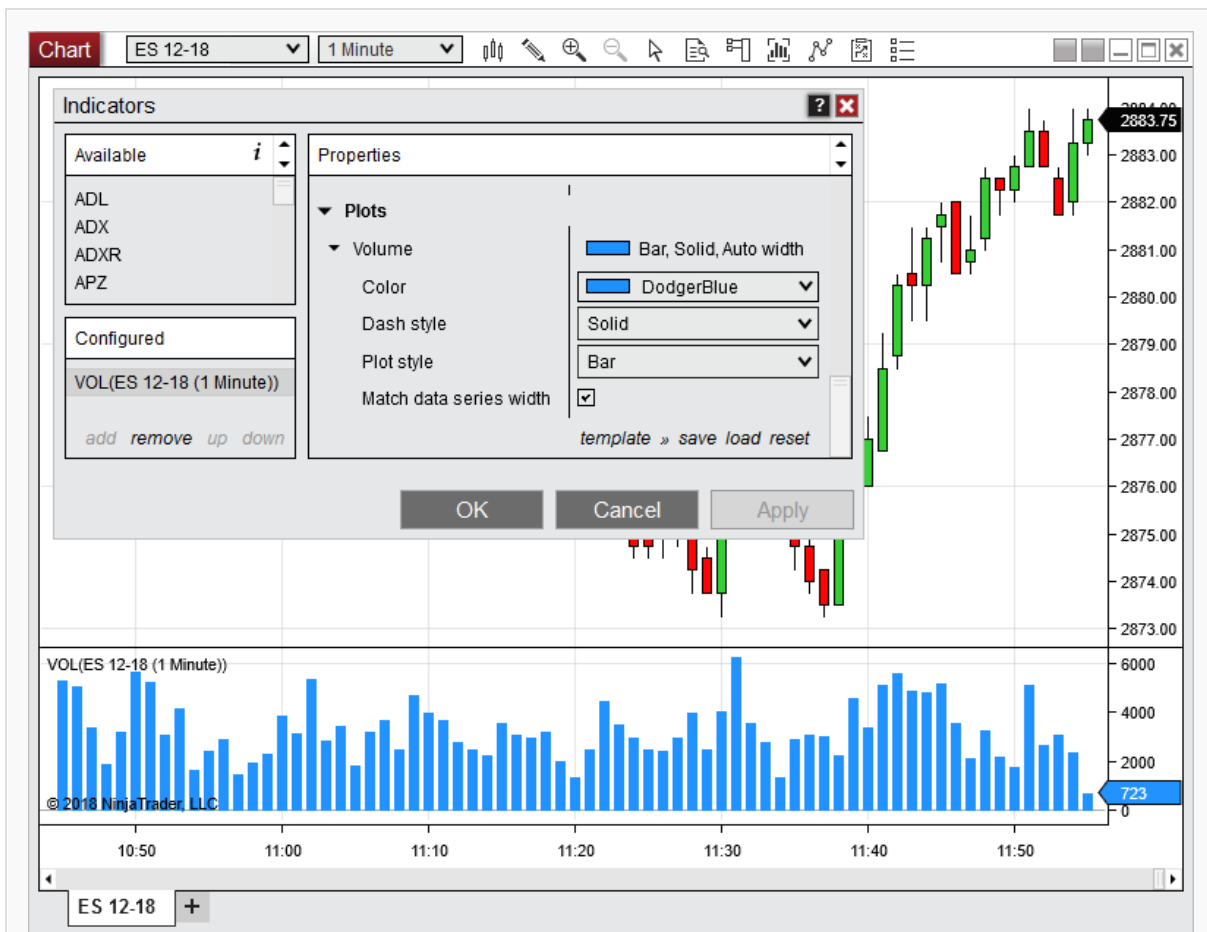 Chart ES 12-18 1 Minute
Indicators ?
Available i
Properties
ADL
ADX
ADXR
APZ
Plots
Volume Bar, Solid, Auto width
Color DodgerBlue
Dash style Solid
Plot style Bar
Match data series width
Configured
VOL(ES 12-18 (1 Minute))
add remove up down
template » save load reset
OK Cancel Apply
2884.00
2883.75
2883.00
2882.00
2881.00
2880.00
2879.00
2878.00
2877.00
2876.00
2875.00
2874.00
2873.00
VOL(ES 12-18 (1 Minute))
6000
4000
2000
723
0
© 2018 NinjaTrader, LLC
10:50 11:00 11:10 11:20 11:30 11:40 11:50
ES 12-18 +